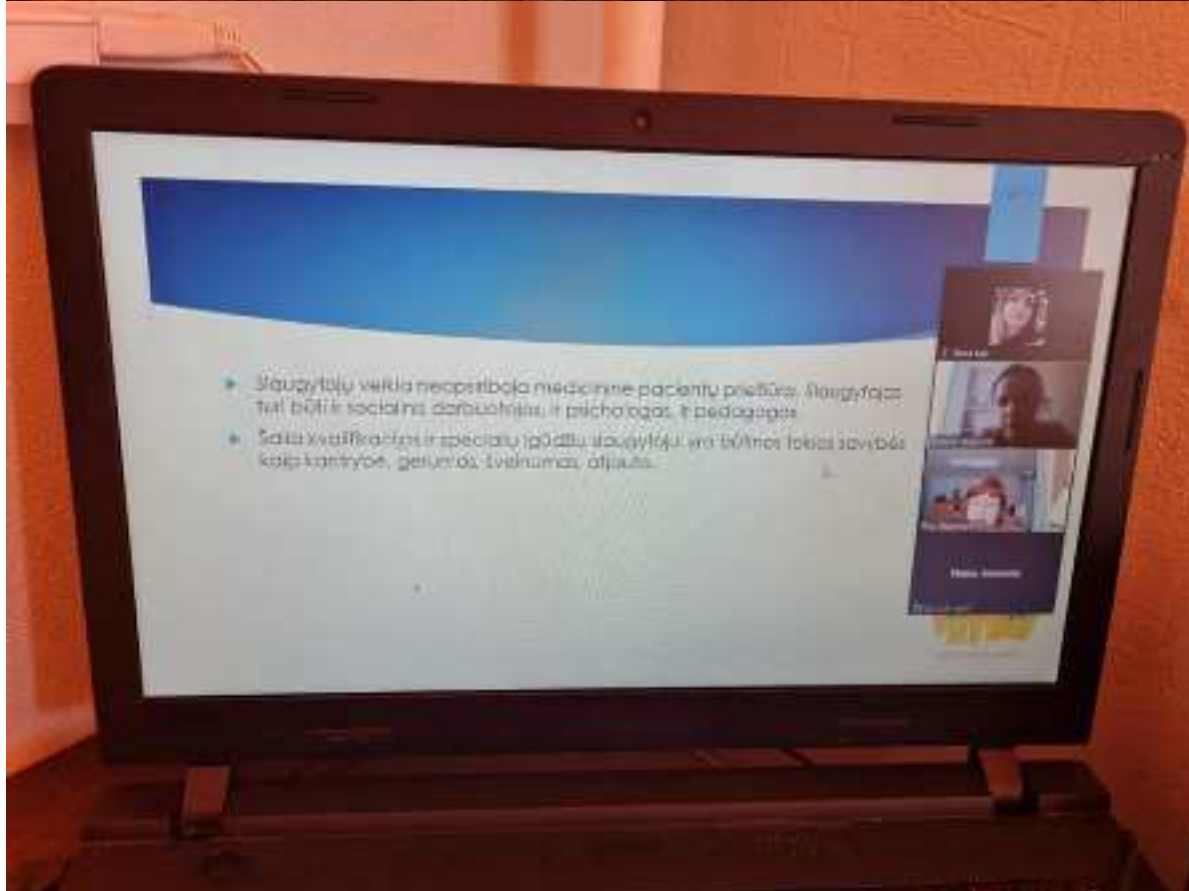 Slaugytojų veikla neapsiriboja medicinine pacientų priežiūra. Slaugytojas
turi būti ir socialinis darbuotojas, ir psichologas, ir pedagogas.
Šalia kvalifikacijos ir specialių įgūdžių slaugytojui yra būtinos tokios savybės
kaip kantrybė, gerumas, švelnumas, atjauta.